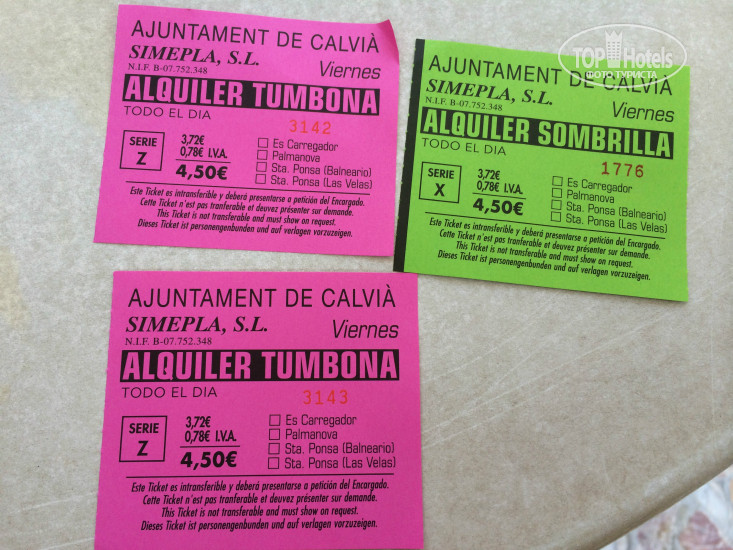 AJUNTAMENT DE CALVIÀ
SIMEPLA, S.L.
Viernes
N.I.F. B-07.752.348
ALQUILER TUMBONA
TODO EL DIA
3142
SERIE
Z
3,72€
0,78€ I.V.A.
4,50€
Es Carregador
Palmanova
Sta. Ponsa (Balneario)
Sta. Ponsa (Las Velas)
Este Ticket es intransferible y deberá presentarse a petición del Encargado.
Cette Ticket n'est pas tranferable et devuez présenter sur demande.
This Ticket is not transferable and must show on request.
Dieses Ticket ist personengenbunden und auf verlagen vorzuzeigen.
TOP Hotels
ФОТО ТУРИСТА
AJUNTAMENT DE CALVIÀ
SIMEPLA, S.L.
Viernes
N.I.F. B-07.752.348
ALQUILER SOMBRILLA
TODO EL DIA
1776
SERIE
X
3,72€
0,78€ I.V.A.
4,50€
Es Carregador
Palmanova
Sta. Ponsa (Balneario)
Sta. Ponsa (Las Velas)
Este Ticket es intransferible y deberá presentarse a petición del Encargado.
Cette Ticket n'est pas tranferable et devuez présenter sur demande.
This Ticket is not transferable and must show on request.
Dieses Ticket ist personengenbunden und auf verlagen vorzuzeigen.
AJUNTAMENT DE CALVIÀ
SIMEPLA, S.L.
Viernes
N.I.F. B-07.752.348
ALQUILER TUMBONA
TODO EL DIA
3143
SERIE
Z
3,72€
0,78€ I.V.A.
4,50€
Es Carregador
Palmanova
Sta. Ponsa (Balneario)
Sta. Ponsa (Las Velas)
Este Ticket es intransferible y deberá presentarse a petición del Encargado.
Cette Ticket n'est pas tranferable et devuez présenter sur demande.
This Ticket is not transferable and must show on request.
Dieses Ticket ist personengenbunden und auf verlagen vorzuzeigen.